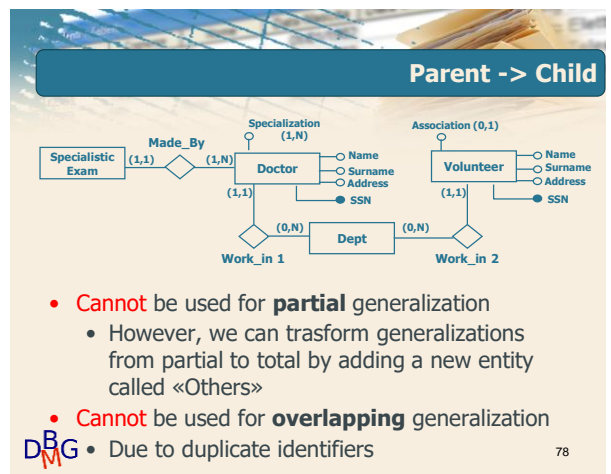 Parent -> Child
Specialization
(1,N)
Association (0,1)
Made_By
Specialistic
Exam
(1,1)
(1,N)
Doctor
Name
Surname
Address
SSN
(1,1)
Volunteer
Name
Surname
Address
SSN
(1,1)
(0,N)
Dept
(0,N)
Work_in 1
Work_in 2
• Cannot be used for partial generalization
• However, we can trasform generalizations
from partial to total by adding a new entity
called «Others»
• Cannot be used for overlapping generalization
• Due to duplicate identifiers
DBMG
78